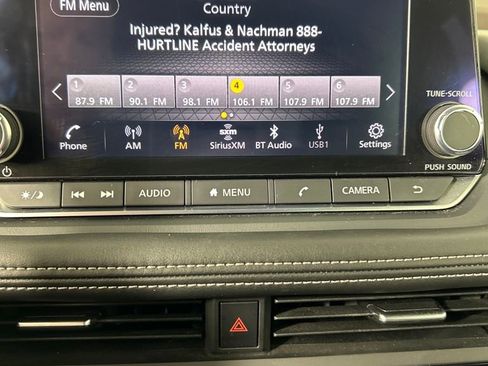 FM Menu
Country
Injured? Kalfus & Nachman 888-
HURTLINE Accident Attorneys
1 2 3 4 5 6
87.9 FM 90.1 FM 98.1 FM 106.1 FM 107.9 FM 107.9 FM
TUNE·SCROLL
sxm
Phone AM FM SiriusXM BT Audio USB1 Settings
PUSH SOUND
AUDIO MENU CAMERA